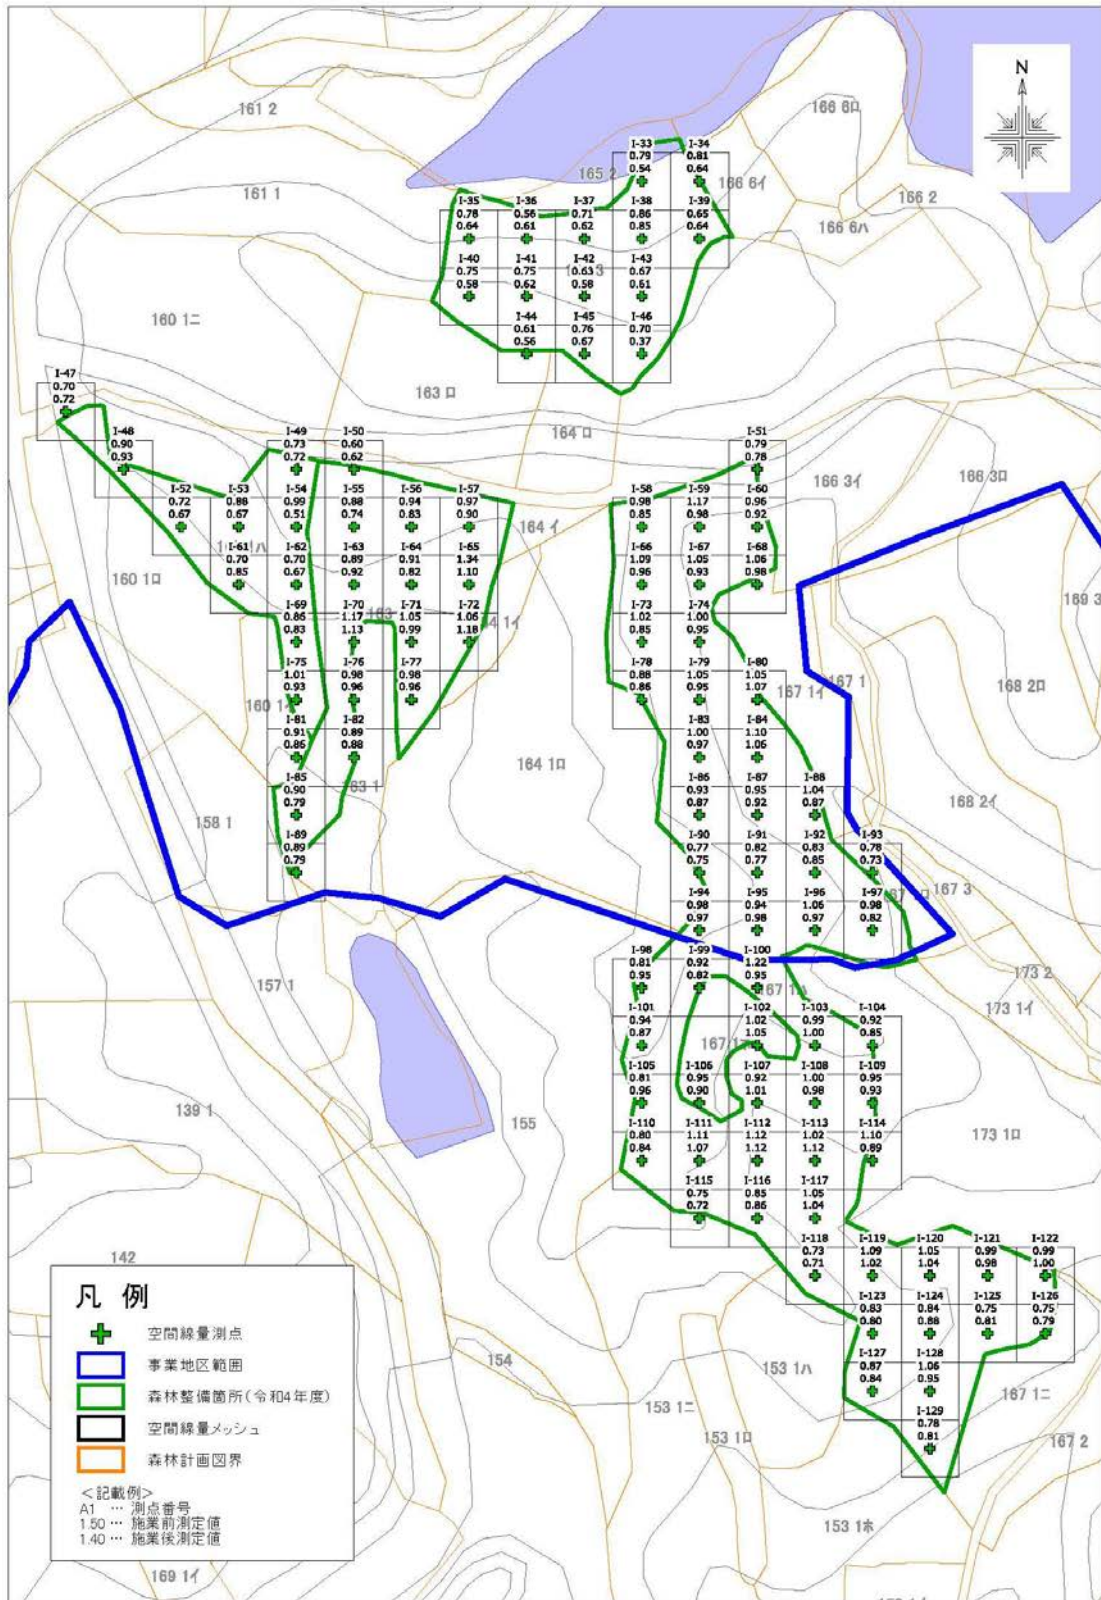 N
161 2
166 6ロ
I-33
0.79
0.54
I-34
0.81
0.64
165 2
166 6イ
161 1
166 2
166 6ハ
I-35
0.78
0.64
I-36
0.56
0.61
I-37
0.71
0.62
I-38
0.86
0.85
I-39
0.65
0.64
I-40
0.75
0.58
I-41
0.75
0.62
I-42
0.63
0.58
I-43
0.67
0.61
160 1ニ
I-44
0.61
0.56
I-45
0.76
0.67
I-46
0.70
0.37
163 ロ
I-47
0.70
0.72
164 ロ
I-48
0.90
0.93
I-49
0.73
0.72
I-50
0.60
0.62
I-51
0.79
0.78
166 3イ
166 3ロ
I-52
0.72
0.67
I-53
0.88
0.67
I-54
0.99
0.51
I-55
0.88
0.74
I-56
0.94
0.83
I-57
0.97
0.90
I-58
0.98
0.85
I-59
1.17
0.98
I-60
0.96
0.92
164 イ
160 1ロ
I-61
0.70
0.85
I-62
0.70
0.67
I-63
0.89
0.92
I-64
0.91
0.82
I-65
1.34
1.10
I-66
1.09
0.96
I-67
1.05
0.93
I-68
1.06
0.98
169 3
I-69
0.86
0.83
I-70
1.17
1.13
I-71
1.05
0.99
I-72
1.06
1.18
I-73
1.02
0.85
I-74
1.00
0.95
I-75
1.01
0.93
I-76
0.98
0.96
I-77
0.98
0.96
I-78
0.88
0.86
I-79
1.05
0.95
I-80
1.05
1.07
167 1イ
167 1
168 2ロ
160 1イ
I-81
0.91
0.86
I-82
0.89
0.88
I-83
1.00
0.97
I-84
1.10
1.06
164 1ロ
163 1
I-85
0.90
0.79
I-86
0.93
0.87
I-87
0.95
0.92
I-88
1.04
0.87
168 2イ
158 1
I-89
0.89
0.79
I-90
0.77
0.75
I-91
0.82
0.77
I-92
0.83
0.85
I-93
0.78
0.73
167 3
I-94
0.98
0.97
I-95
0.94
0.98
I-96
1.06
0.97
I-97
0.98
0.82
157 1
I-98
0.81
0.95
I-99
0.92
0.82
I-100
1.22
0.95
167 1ハ
173 2
173 1イ
I-101
0.94
0.87
I-102
1.02
1.05
I-103
0.99
1.00
I-104
0.92
0.85
I-105
0.81
0.96
I-106
0.95
0.90
I-107
0.92
1.01
I-108
1.00
0.98
I-109
0.95
0.93
139 1
155
I-110
0.80
0.84
I-111
1.11
1.07
I-112
1.12
1.12
I-113
1.02
1.12
I-114
1.10
0.89
173 1ロ
I-115
0.75
0.72
I-116
0.85
0.86
I-117
1.05
1.04
I-118
0.73
0.71
I-119
1.09
1.02
I-120
1.05
1.04
I-121
0.99
0.98
I-122
0.99
1.00
142
I-123
0.83
0.80
I-124
0.84
0.88
I-125
0.75
0.81
I-126
0.75
0.79
154
153 1ハ
I-127
0.87
0.84
I-128
1.06
0.95
167 1ニ
153 1ニ
153 1ロ
I-129
0.78
0.81
167 2
153 1ホ
凡 例
空間線量測点
事業地区範囲
森林整備箇所(令和4年度)
空間線量メッシュ
森林計画図界
<記載例>
A1 … 測点番号
1.50 … 施業前測定値
1.40 … 施業後測定値
169 1イ